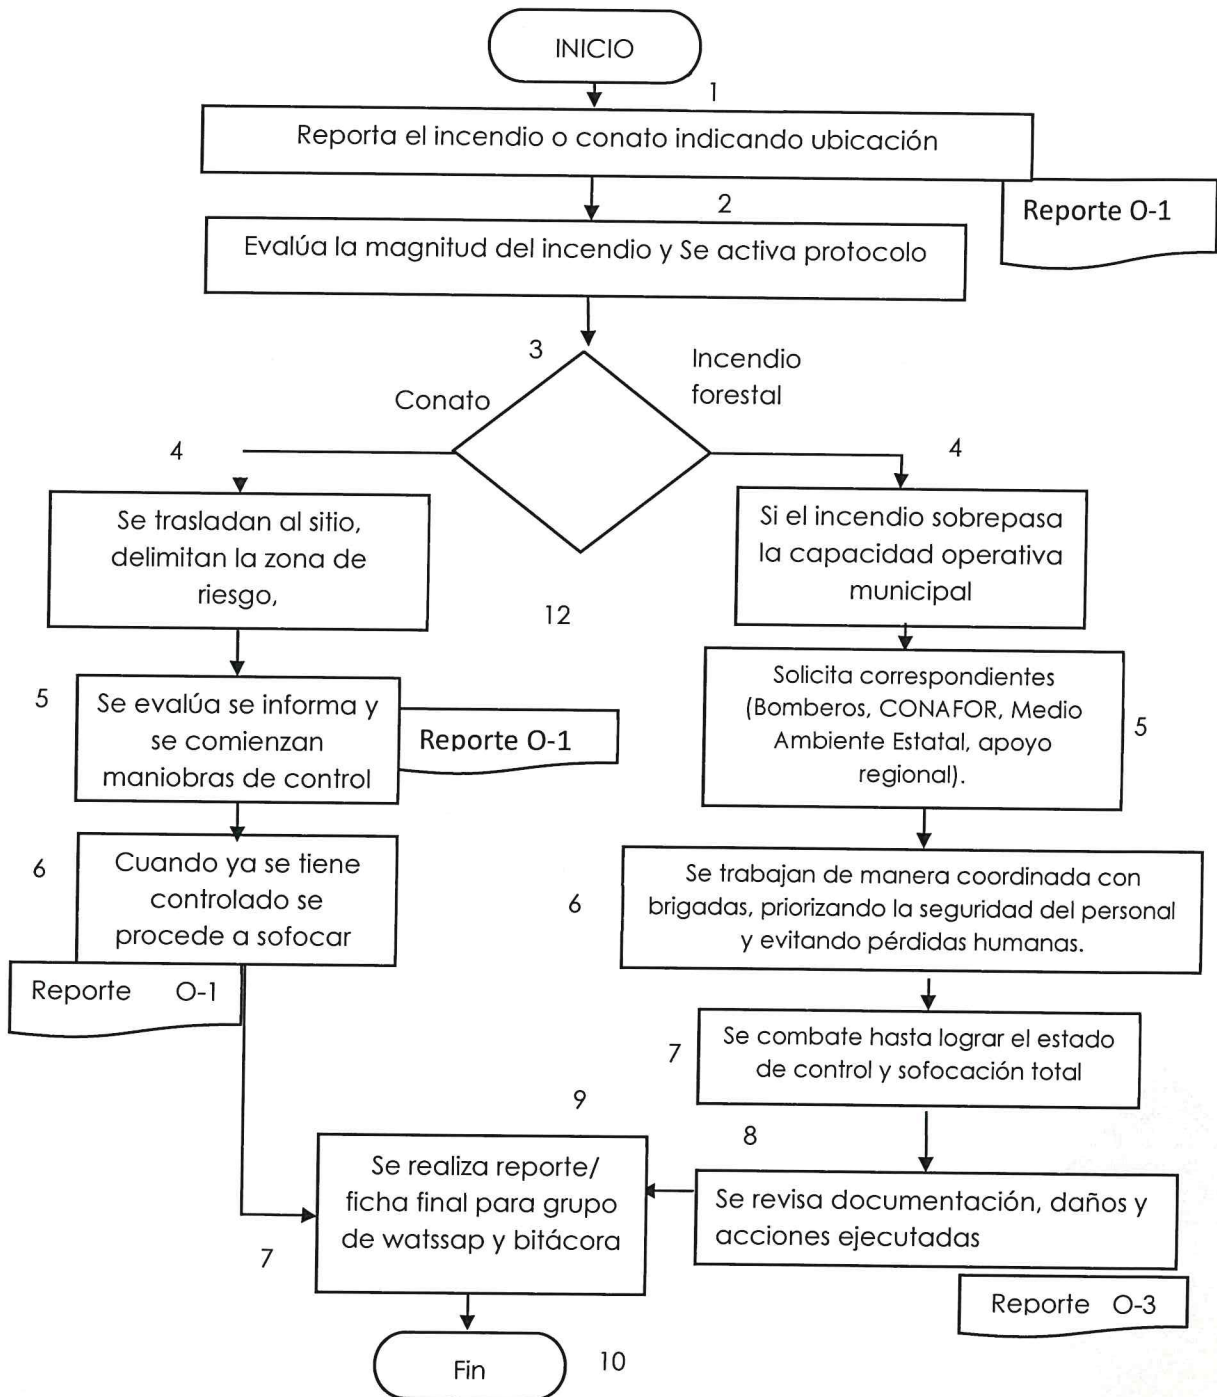 INICIO
1
Reporta el incendio o conato indicando ubicación
Reporte O-1
2
Evalúa la magnitud del incendio y Se activa protocolo
3
Conato
Incendio
forestal
4
4
Se trasladan al sitio,
delimitan la zona de
riesgo,
Si el incendio sobrepasa
la capacidad operativa
municipal
12
5
Se evalúa se informa y
se comienzan
maniobras de control
Reporte O-1
Solicita correspondientes
(Bomberos, CONAFOR, Medio
Ambiente Estatal, apoyo
regional).
5
6
Cuando ya se tiene
controlado se
procede a sofocar
Reporte O-1
6
Se trabajan de manera coordinada con
brigadas, priorizando la seguridad del personal
y evitando pérdidas humanas.
7
Se combate hasta lograr el estado
de control y sofocación total
9
8
Se realiza reporte/
ficha final para grupo
de watssap y bitácora
7
Se revisa documentación, daños y
acciones ejecutadas
Reporte O-3
Fin
10